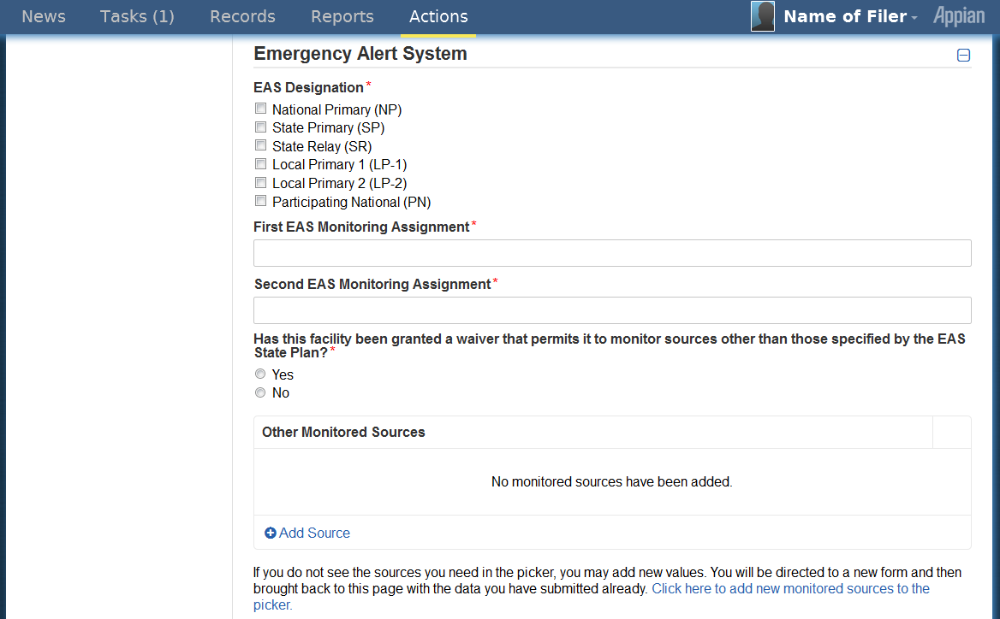 News Tasks (1) Records Reports Actions Name of Filer Appian
Emergency Alert System
EAS Designation*
National Primary (NP)
State Primary (SP)
State Relay (SR)
Local Primary 1 (LP-1)
Local Primary 2 (LP-2)
Participating National (PN)
First EAS Monitoring Assignment*
Second EAS Monitoring Assignment*
Has this facility been granted a waiver that permits it to monitor sources other than those specified by the EAS
State Plan?*
Yes
No
Other Monitored Sources
No monitored sources have been added.
Add Source
If you do not see the sources you need in the picker, you may add new values. You will be directed to a new form and then
brought back to this page with the data you have submitted already. Click here to add new monitored sources to the
picker.